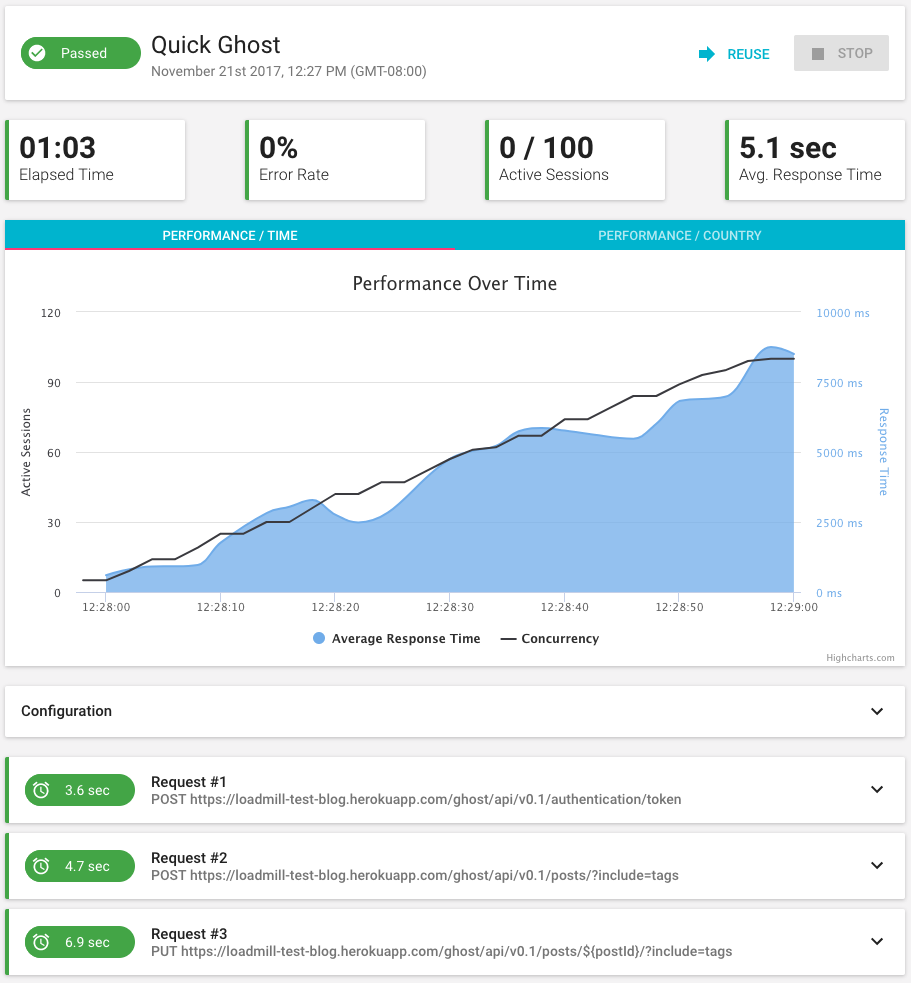 Passed
Quick Ghost
November 21st 2017, 12:27 PM (GMT-08:00)
REUSE
STOP
01:03
Elapsed Time
0%
Error Rate
0 / 100
Active Sessions
5.1 sec
Avg. Response Time
PERFORMANCE / TIME
PERFORMANCE / COUNTRY
Performance Over Time
Active Sessions
120
90
60
30
0
10000 ms
7500 ms
5000 ms
2500 ms
0 ms
Response Time
12:28:00
12:28:10
12:28:20
12:28:30
12:28:40
12:28:50
12:29:00
Average Response Time
Concurrency
Highcharts.com
Configuration
3.6 sec
Request #1
POST https://loadmill-test-blog.herokuapp.com/ghost/api/v0.1/authentication/token
4.7 sec
Request #2
POST https://loadmill-test-blog.herokuapp.com/ghost/api/v0.1/posts/?include=tags
6.9 sec
Request #3
PUT https://loadmill-test-blog.herokuapp.com/ghost/api/v0.1/posts/${postId}/?include=tags